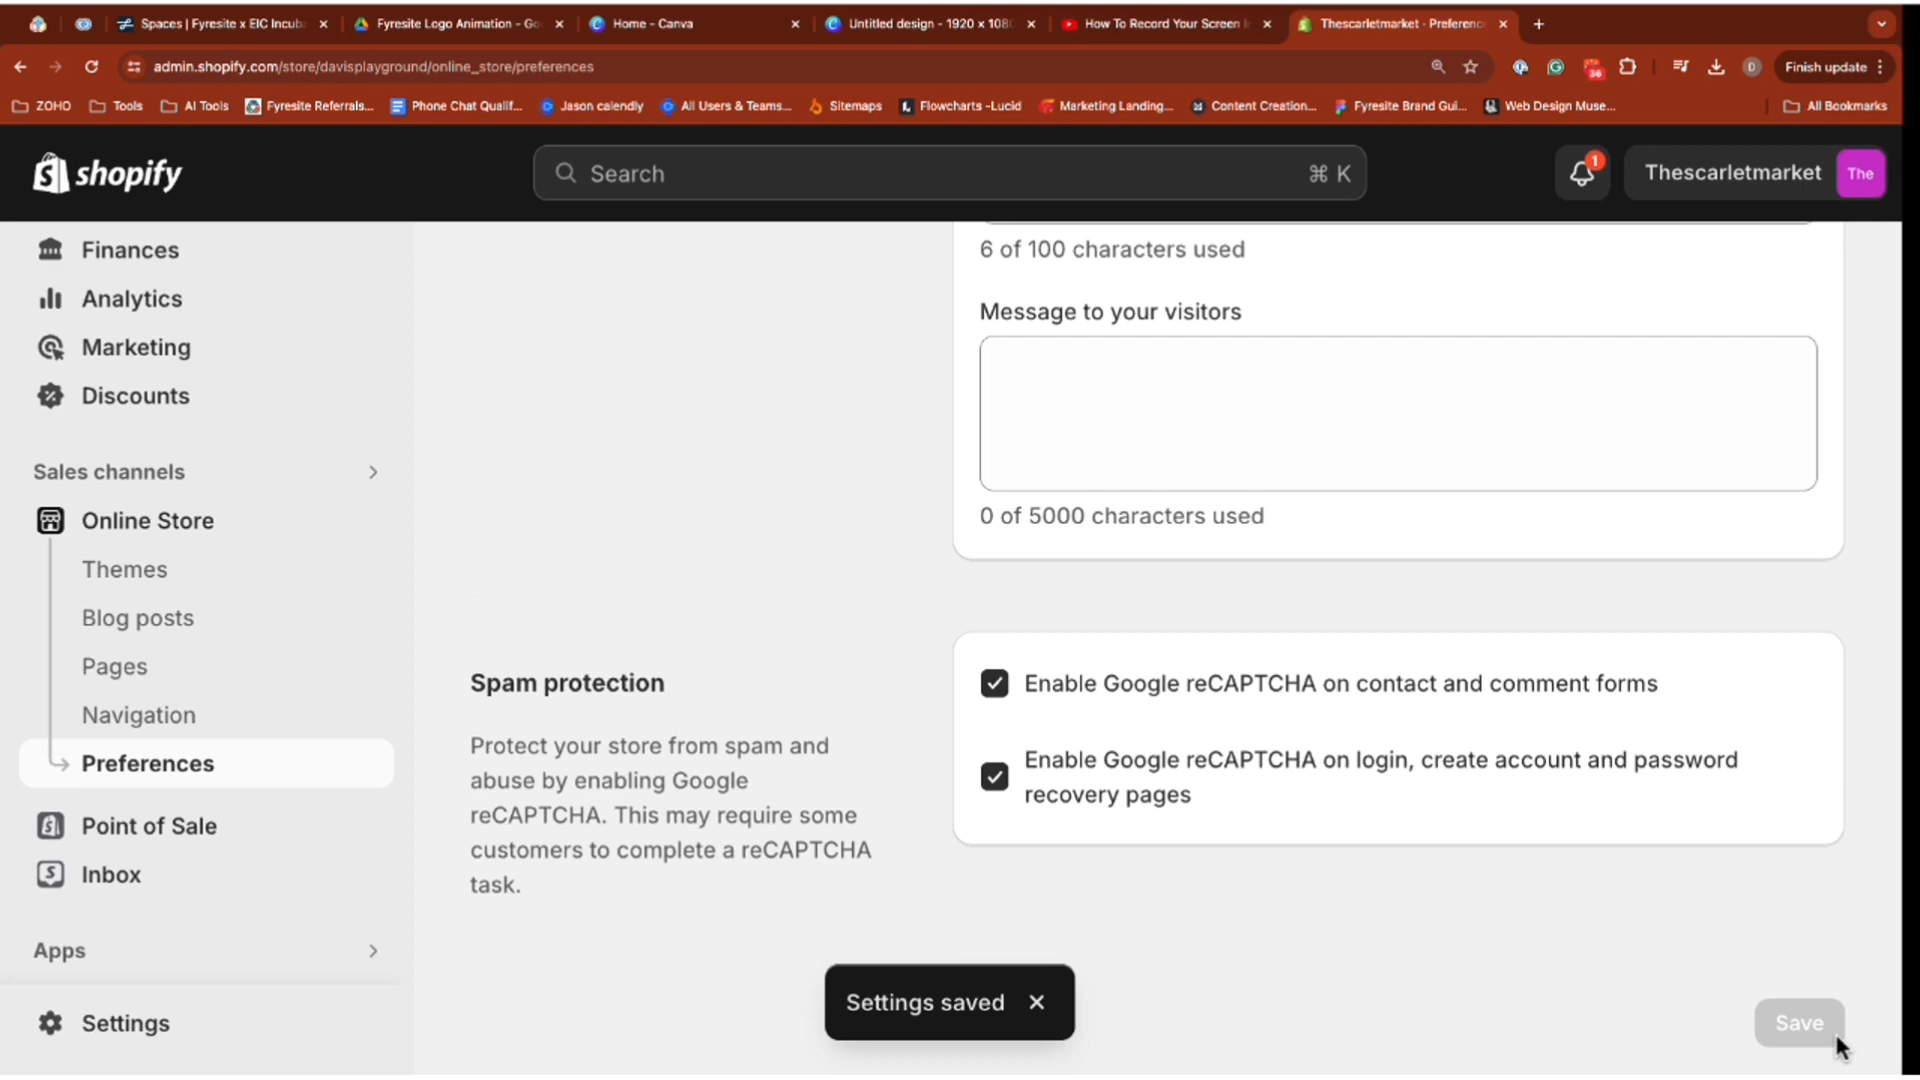 Spaces | Fyresite x EIC Incub
Fyresite Logo Animation - Go
Home - Canva
Untitled design - 1920 x 108
How To Record Your Screen
Thescarletmarket - Preferenc
admin.shopify.com/store/davisplayground/online_store/preferences
36
D
Finish update
ZOHO
Tools
AI Tools
Fyresite Referrals...
Phone Chat Qualif...
Jason calendly
All Users & Teams...
Sitemaps
Flowcharts -Lucid
Marketing Landing...
Content Creation...
Fyresite Brand Gui...
Web Design Muse...
All Bookmarks
shopify
Search
⌘ K
1
Thescarletmarket
The
Finances
Analytics
Marketing
Discounts
Sales channels
Online Store
Themes
Blog posts
Pages
Navigation
Preferences
Point of Sale
Inbox
Apps
Settings
6 of 100 characters used
Message to your visitors
0 of 5000 characters used
Spam protection
Protect your store from spam and
abuse by enabling Google
reCAPTCHA. This may require some
customers to complete a reCAPTCHA
task.
Enable Google reCAPTCHA on contact and comment forms
Enable Google reCAPTCHA on login, create account and password
recovery pages
Settings saved
Save